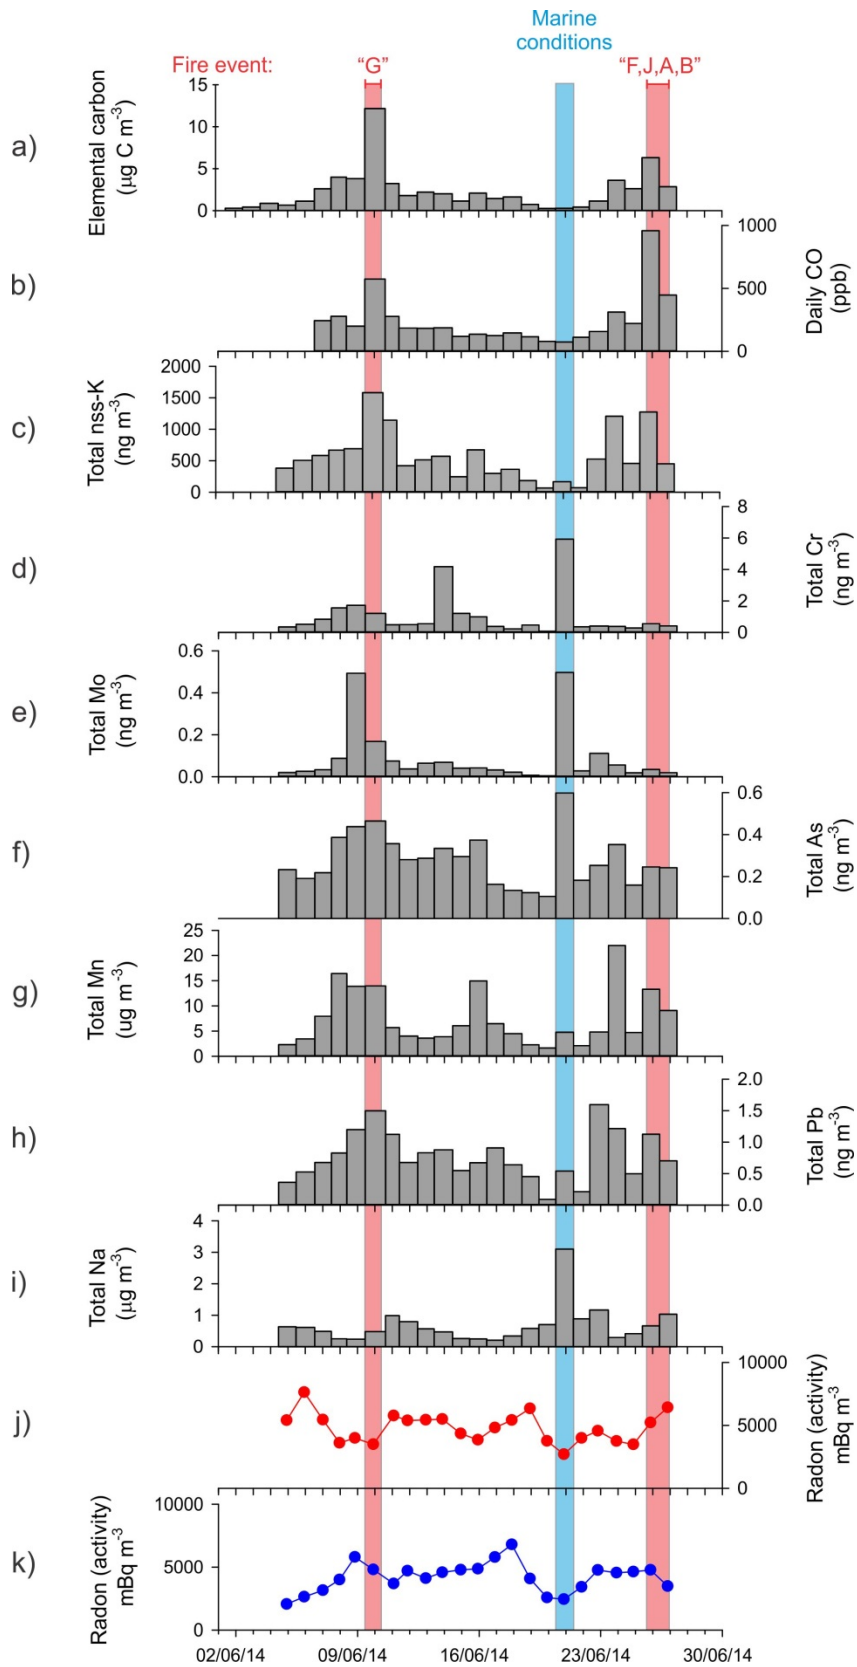 Marine
conditions
Fire event:
“G”
“F,J,A,B”
a)
Elemental carbon
(μg C m-3)
15
10
5
0
b)
Daily CO
(ppb)
1000
500
0
c)
Total nss-K
(ng m-3)
2000
1500
1000
500
0
d)
Total Cr
(ng m-3)
8
6
4
2
0
e)
Total Mo
(ng m-3)
0.6
0.4
0.2
0.0
f)
Total As
(ng m-3)
0.6
0.4
0.2
0.0
g)
Total Mn
(ug m-3)
25
20
15
10
5
0
h)
Total Pb
(ng m-3)
2.0
1.5
1.0
0.5
0.0
i)
Total Na
(μg m-3)
4
3
2
1
0
j)
Radon (activity)
mBq m-3
10000
5000
0
k)
Radon (activity)
mBq m-3
10000
5000
0
02/06/14 09/06/14 16/06/14 23/06/14 30/06/14